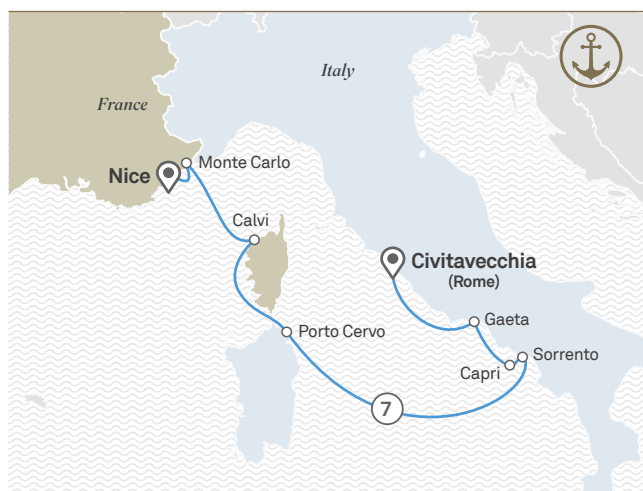 Italy
France
Monte Carlo
Nice
Calvi
Civitavecchia
(Rome)
Gaeta
Porto Cervo
Sorrento
Capri
7